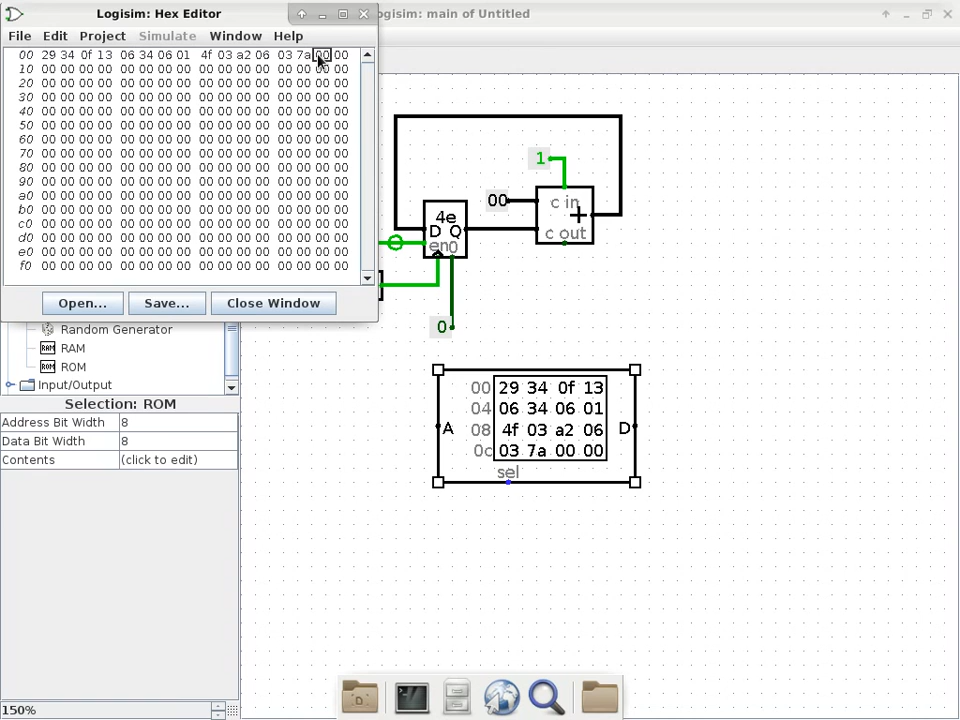 Logisim: Hex Editor
ogisim: main of Untitled
File Edit Project Simulate Window Help
00 29 34 0f 13 06 34 06 01 4f 03 a2 06 03 7a 00 00
10 00 00 00 00 00 00 00 00 00 00 00 00 00 00 00 00
20 00 00 00 00 00 00 00 00 00 00 00 00 00 00 00 00
30 00 00 00 00 00 00 00 00 00 00 00 00 00 00 00 00
40 00 00 00 00 00 00 00 00 00 00 00 00 00 00 00 00
50 00 00 00 00 00 00 00 00 00 00 00 00 00 00 00 00
60 00 00 00 00 00 00 00 00 00 00 00 00 00 00 00 00
70 00 00 00 00 00 00 00 00 00 00 00 00 00 00 00 00
80 00 00 00 00 00 00 00 00 00 00 00 00 00 00 00 00
90 00 00 00 00 00 00 00 00 00 00 00 00 00 00 00 00
a0 00 00 00 00 00 00 00 00 00 00 00 00 00 00 00 00
b0 00 00 00 00 00 00 00 00 00 00 00 00 00 00 00 00
c0 00 00 00 00 00 00 00 00 00 00 00 00 00 00 00 00
d0 00 00 00 00 00 00 00 00 00 00 00 00 00 00 00 00
e0 00 00 00 00 00 00 00 00 00 00 00 00 00 00 00 00
f0 00 00 00 00 00 00 00 00 00 00 00 00 00 00 00 00
Open... Save... Close Window
Random Generator
RAM
ROM
Input/Output
Selection: ROM
Address Bit Width 8
Data Bit Width 8
Contents (click to edit)
150%
1
00
c in
+
c out
4e
D Q
en 0
0
00 29 34 0f 13
04 06 34 06 01
A 08 4f 03 a2 06 D
0c 03 7a 00 00
sel